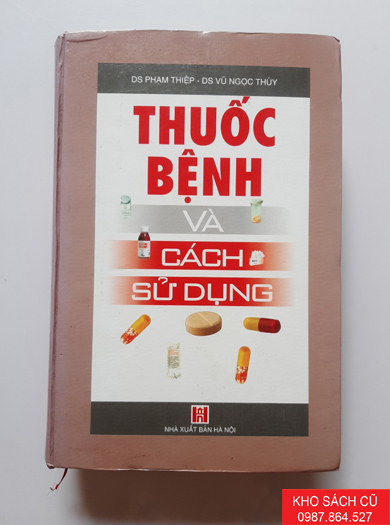 DS PHẠM THIỆP - DS VŨ NGỌC THÚY
THUỐC
BỆNH
VÀ
CÁCH
SỬ DỤNG
NHÀ XUẤT BẢN HÀ NỘI
KHO SÁCH CŨ
0987.864.527